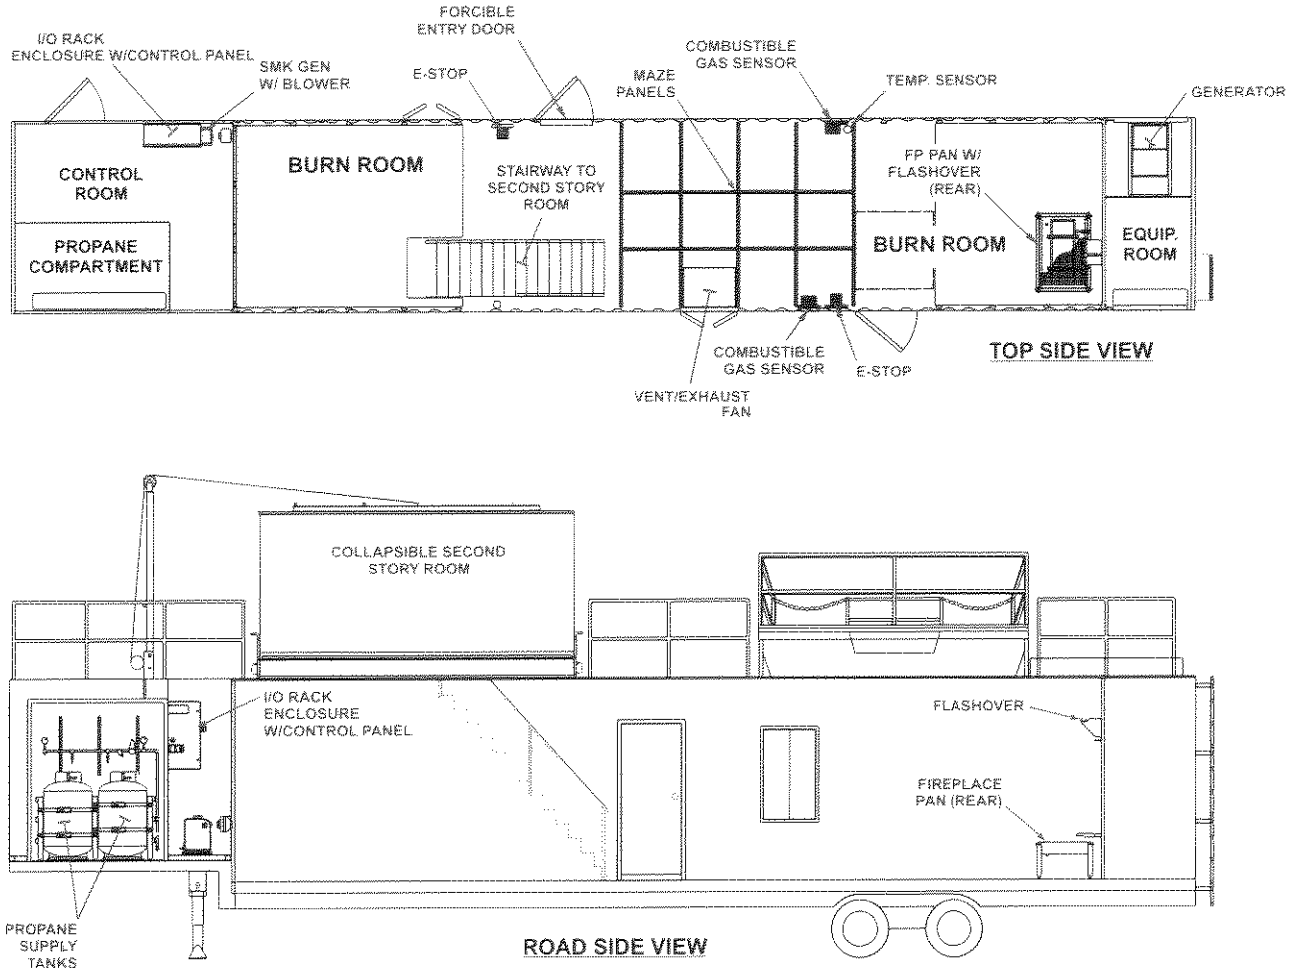 I/O RACK
ENCLOSURE W/CONTROL PANEL
SMK GEN
W/ BLOWER
E-STOP
FORCIBLE
ENTRY DOOR
MAZE
PANELS
COMBUSTIBLE
GAS SENSOR
TEMP. SENSOR
GENERATOR
CONTROL
ROOM
PROPANE
COMPARTMENT
BURN ROOM
STAIRWAY TO
SECOND STORY
ROOM
FP PAN W/
FLASHOVER
(REAR)
BURN ROOM
EQUIP.
ROOM
COMBUSTIBLE
GAS SENSOR
E-STOP
VENT/EXHAUST
FAN
TOP SIDE VIEW
COLLAPSIBLE SECOND
STORY ROOM
I/O RACK
ENCLOSURE
W/CONTROL PANEL
FLASHOVER
FIREPLACE
PAN (REAR)
PROPANE
SUPPLY
TANKS
ROAD SIDE VIEW